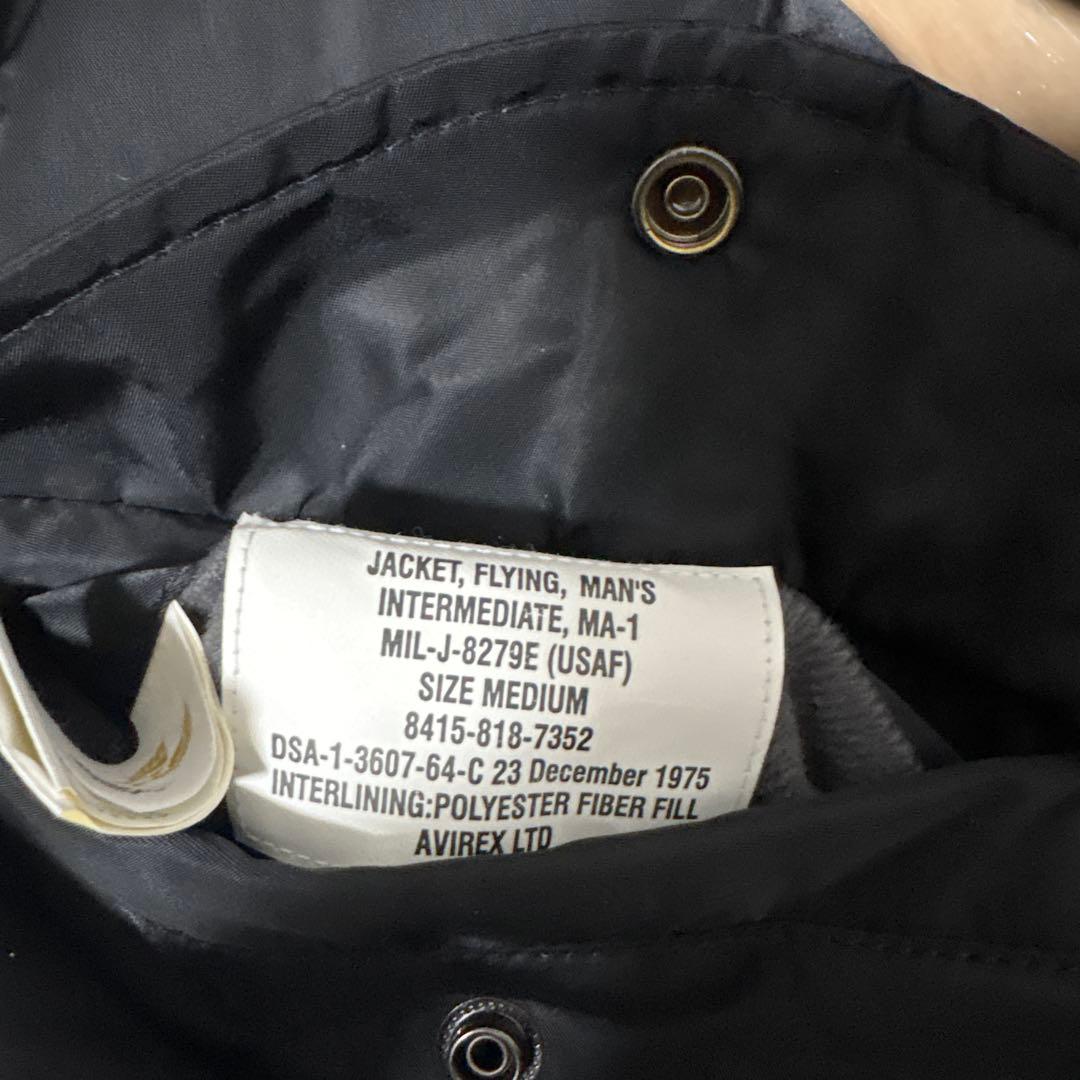 JACKET, FLYING, MAN'S
INTERMEDIATE, MA-1
MIL-J-8279E (USAF)
SIZE MEDIUM
8415-818-7352
DSA-1-3607-64-C 23 December 1975
INTERLINING:POLYESTER FIBER FILL
AVIREX LTD